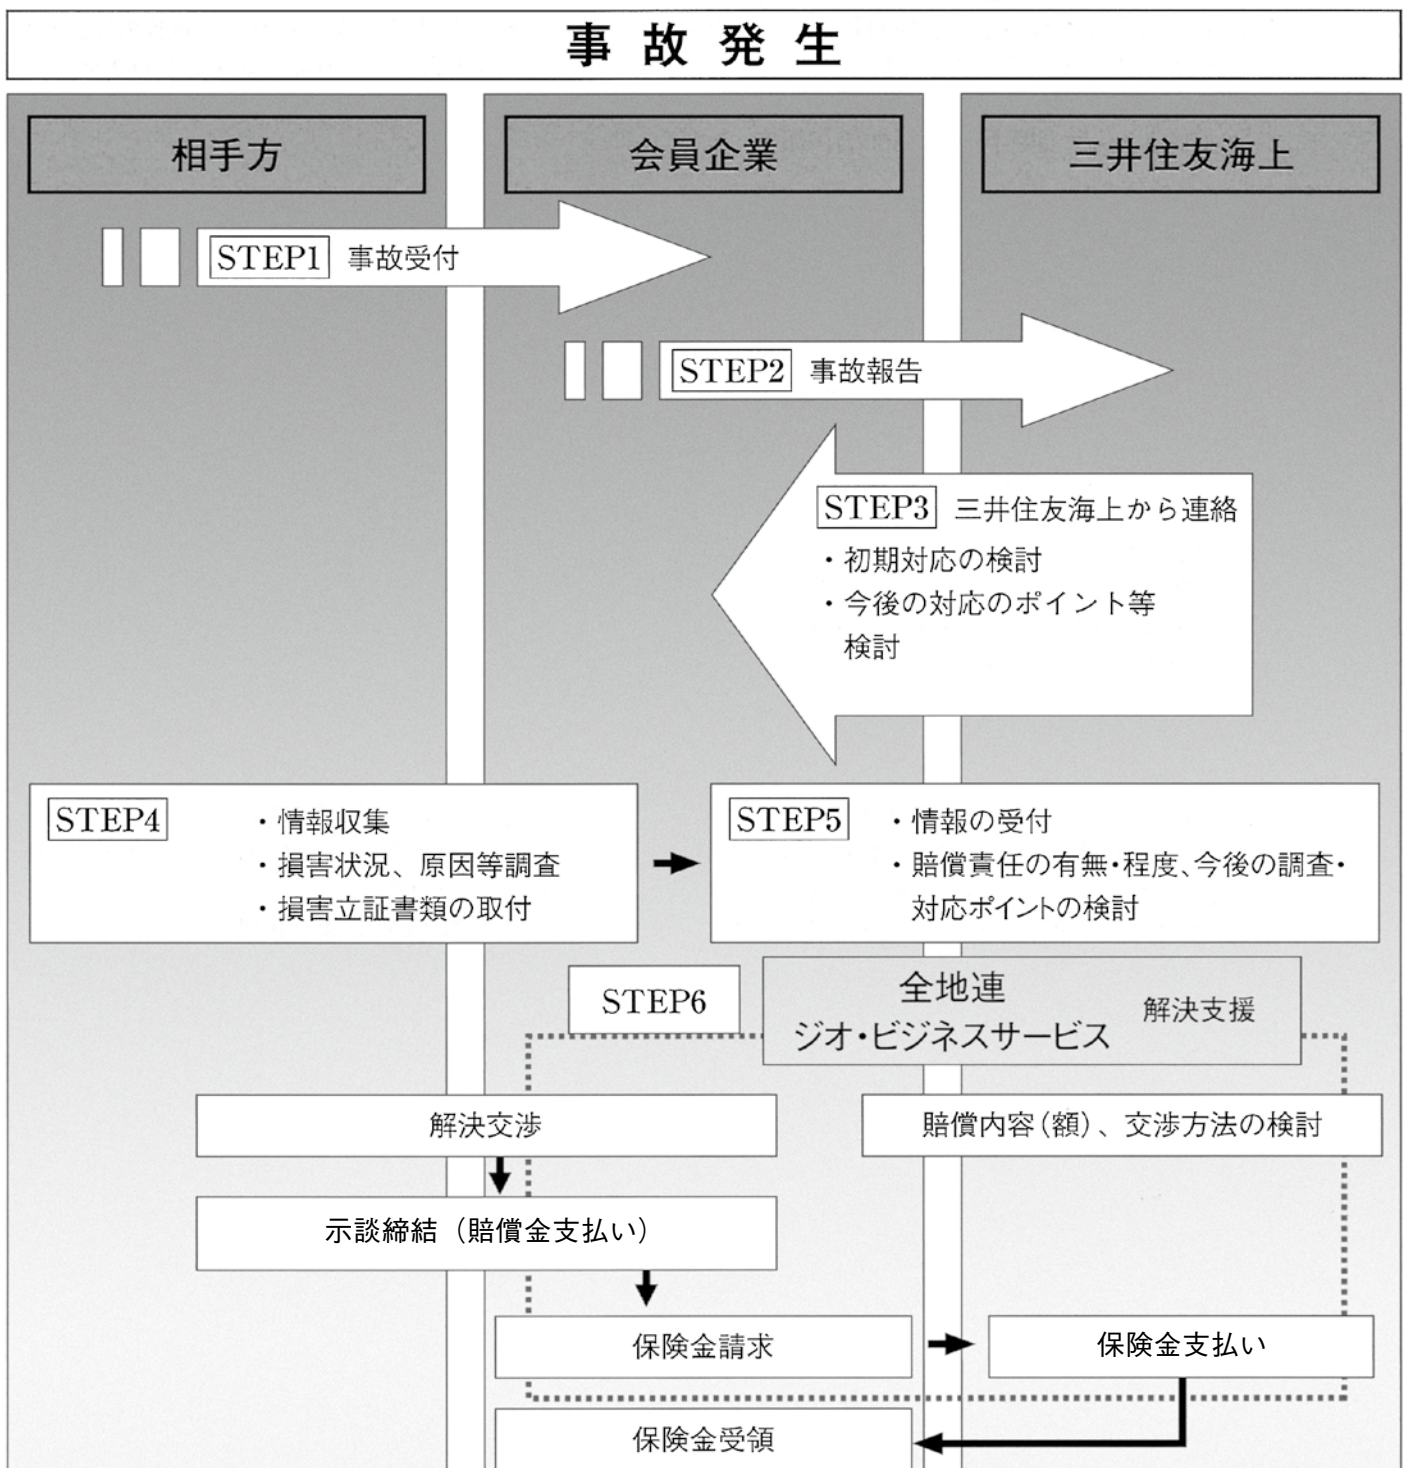 事故発生
相手方
会員企業
三井住友海上
STEP1 事故受付
STEP2 事故報告
STEP3 三井住友海上から連絡
・初期対応の検討
・今後の対応のポイント等
検討
STEP4
・情報収集
・損害状況、原因等調査
・損害立証書類の取付
STEP5
・情報の受付
・賠償責任の有無・程度、今後の調査・
対応ポイントの検討
STEP6
全地連
ジオ・ビジネスサービス
解決支援
解決交渉
賠償内容(額)、交渉方法の検討
示談締結（賠償金支払い）
保険金請求
保険金支払い
保険金受領